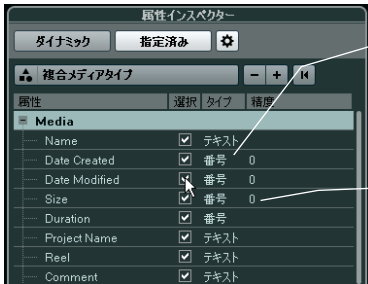 属性インスペクター
ダイナミック 指定済み
複合メディアタイプ
属性 選択 タイプ 精度
Media
Name テキスト
Date Created 番号 0
Date Modified 番号 0
Size 番号 0
Duration 番号
Project Name テキスト
Reel テキスト
Comment テキスト